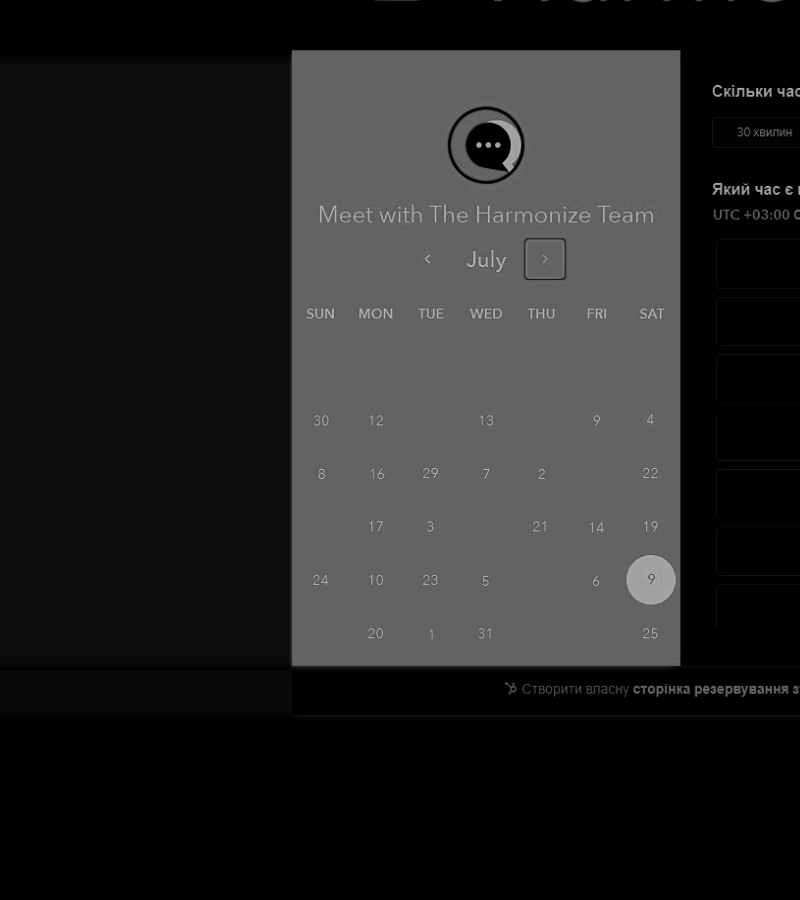 Скільки час
30 хвилин
Meet with The Harmonize Team
Який час є
UTC +03:00
July
SUN MON TUE WED THU FRI SAT
30 12 13 9 4
8 16 29 7 2 22
17 3 21 14 19
24 10 23 5 6 9
20 1 31 25
Створити власну сторінка резервування